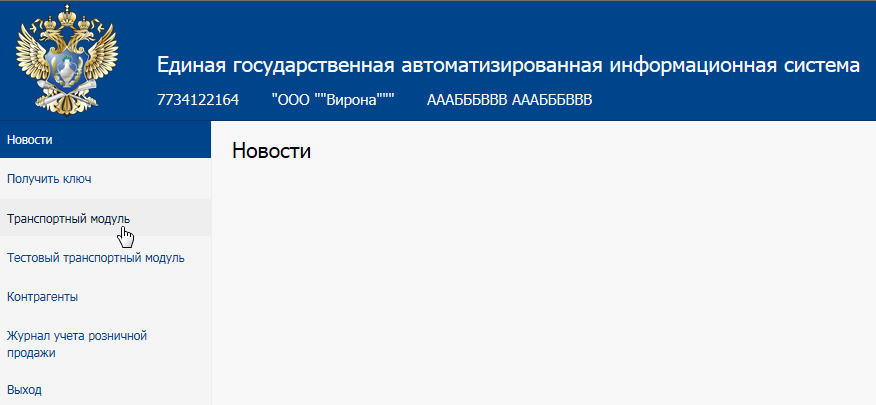 Единая государственная автоматизированная информационная система
7734122164 "ООО ""Вирона""" АААБББВВВ АААБББВВВ
Новости
Новости
Получить ключ
Транспортный модуль
Тестовый транспортный модуль
Контрагенты
Журнал учета розничной
продажи
Выход